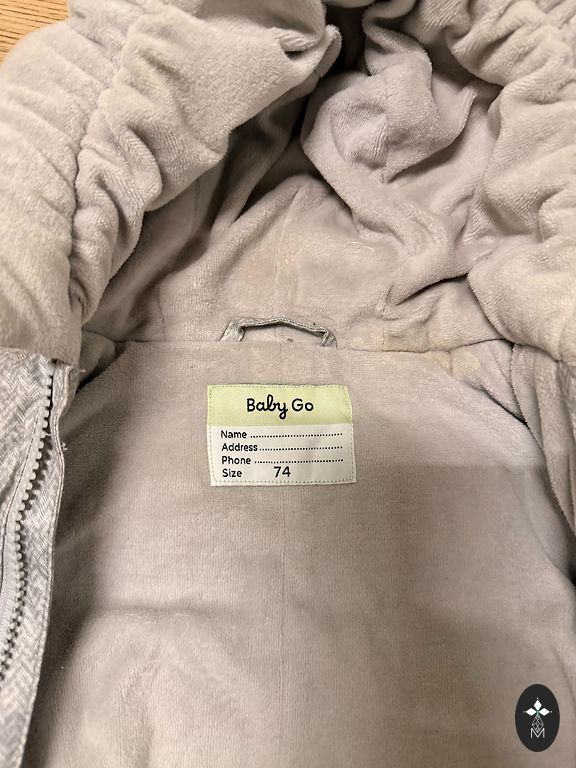 Baby Go
Name ..............................
Address ...........................
Phone .............................
Size 74
M